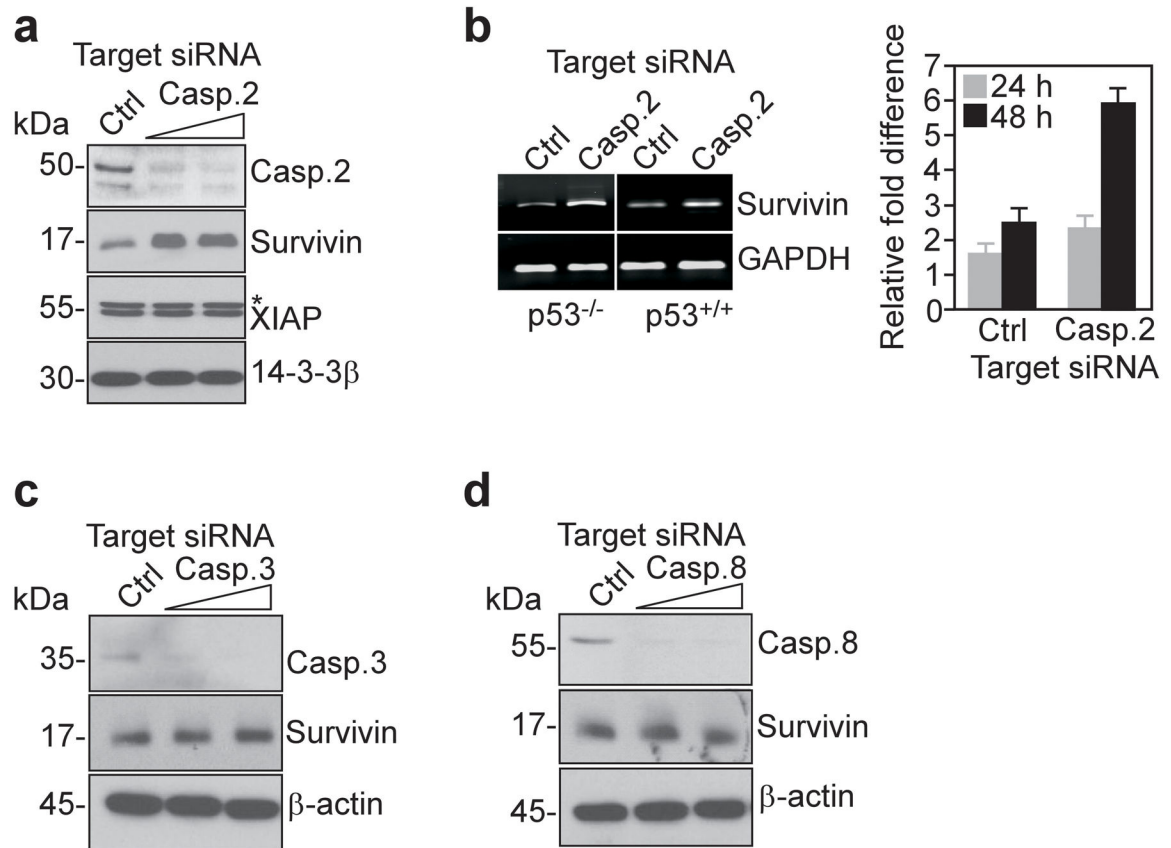 a
Target siRNA
Ctrl
Casp.2
kDa
50-
Casp.2
17-
Survivin
55-
*
XIAP
30-
14-3-3β
b
Target siRNA
Ctrl
Casp.2
Ctrl
Casp.2
Survivin
GAPDH
p53-/-
p53+/+
Relative fold difference
7
6
5
4
3
2
1
0
24 h
48 h
Ctrl
Casp.2
Target siRNA
c
Target siRNA
Ctrl
Casp.3
kDa
35-
Casp.3
17-
Survivin
45-
β-actin
d
Target siRNA
Ctrl
Casp.8
kDa
55-
Casp.8
17-
Survivin
45-
β-actin